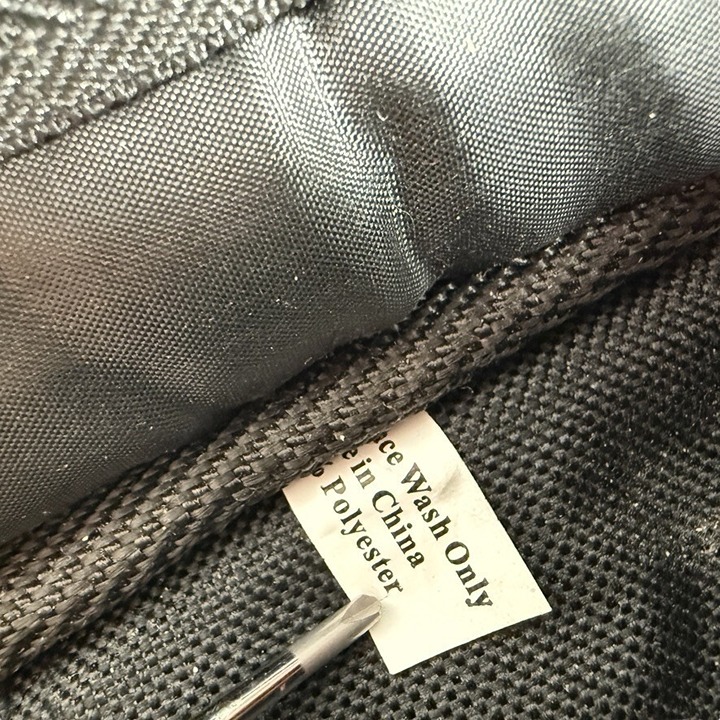 ce Wash Only
e in China
% Polyester